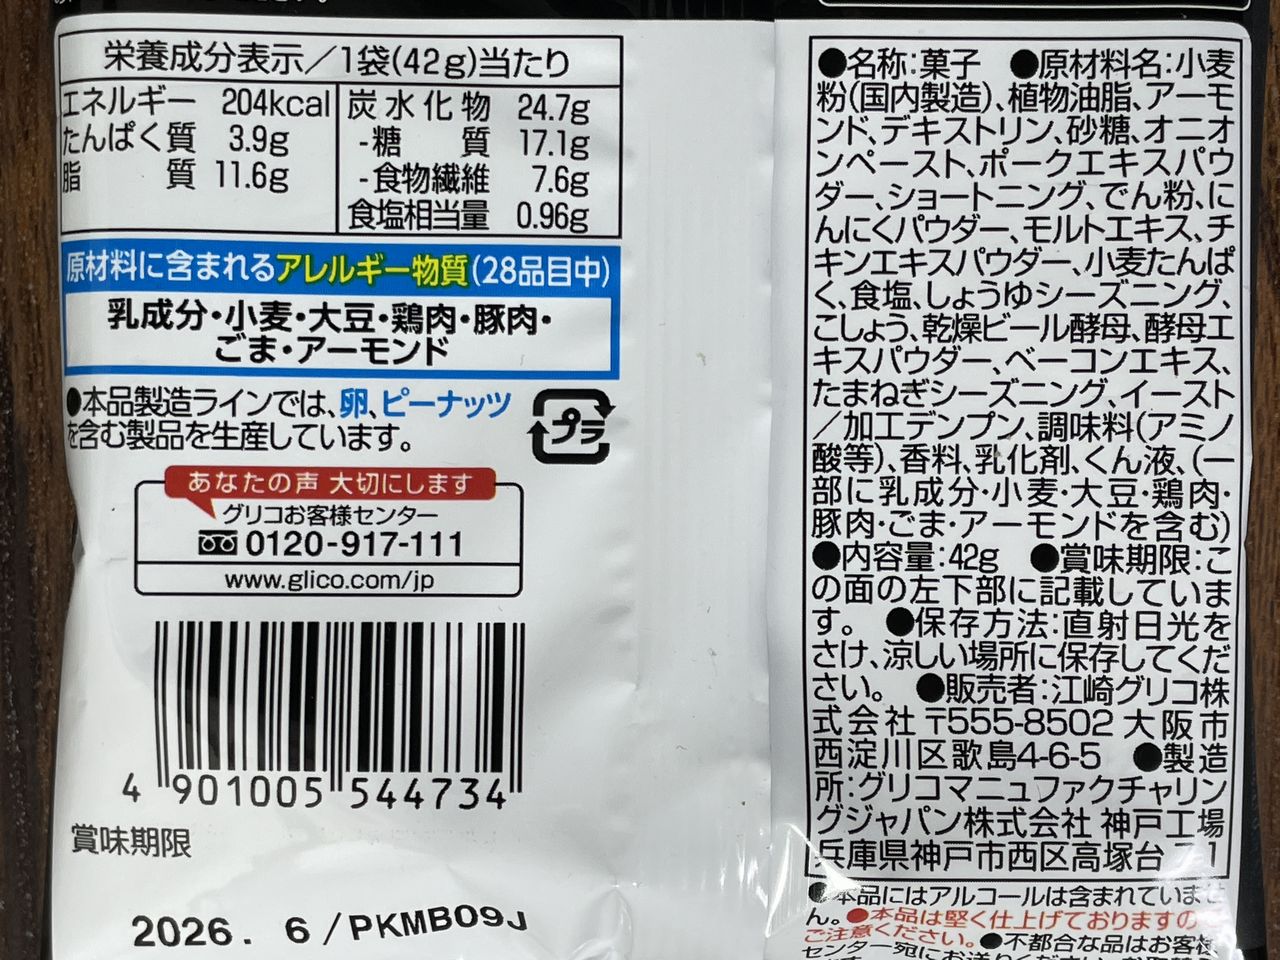 栄養成分表示/1袋(42g)当たり
エネルギー 204kcal
たんぱく質 3.9g
脂質 11.6g
炭水化物 24.7g
-糖質 17.1g
-食物繊維 7.6g
食塩相当量 0.96g
原材料に含まれるアレルギー物質(28品目中)
乳成分・小麦・大豆・鶏肉・豚肉・
ごま・アーモンド
●本品製造ラインでは、卵、ピーナッツ
を含む製品を生産しています。
プラ
あなたの声 大切にします
グリコお客様センター
0120-917-111
www.glico.com/jp
4 901005 544734
賞味期限
2026. 6/PKMB09J
●名称:菓子 ●原材料名:小麦
粉(国内製造)、植物油脂、アーモ
ンド、デキストリン、砂糖、オニオ
ンペースト、ポークエキスパウ
ダー、ショートニング、でん粉、に
んにくパウダー、モルトエキス、チ
キンエキスパウダー、小麦たんぱ
く、食塩、しょうゆシーズニング、
こしょう、乾燥ビール酵母、酵母エ
キスパウダー、ベーコンエキス、
たまねぎシーズニング、イースト
/加工デンプン、調味料(アミノ
酸等)、香料、乳化剤、くん液、(一
部に乳成分・小麦・大豆・鶏肉・
豚肉・ごま・アーモンドを含む)
●内容量:42g ●賞味期限:こ
の面の左下部に記載していま
す。 ●保存方法:直射日光を
さけ、涼しい場所に保存してくだ
さい。 ●販売者:江崎グリコ株
式会社 〒555-8502 大阪市
西淀川区歌島4-6-5 ●製造
所:グリコマニュファクチャリン
グジャパン株式会社 神戸工場
兵庫県神戸市西区高塚台
●本品にはアルコールは含まれていませ
ん。●本品は堅く仕上げておりますので
ご注意ください。●不都合な品はお客様
センター宛にお送りください。